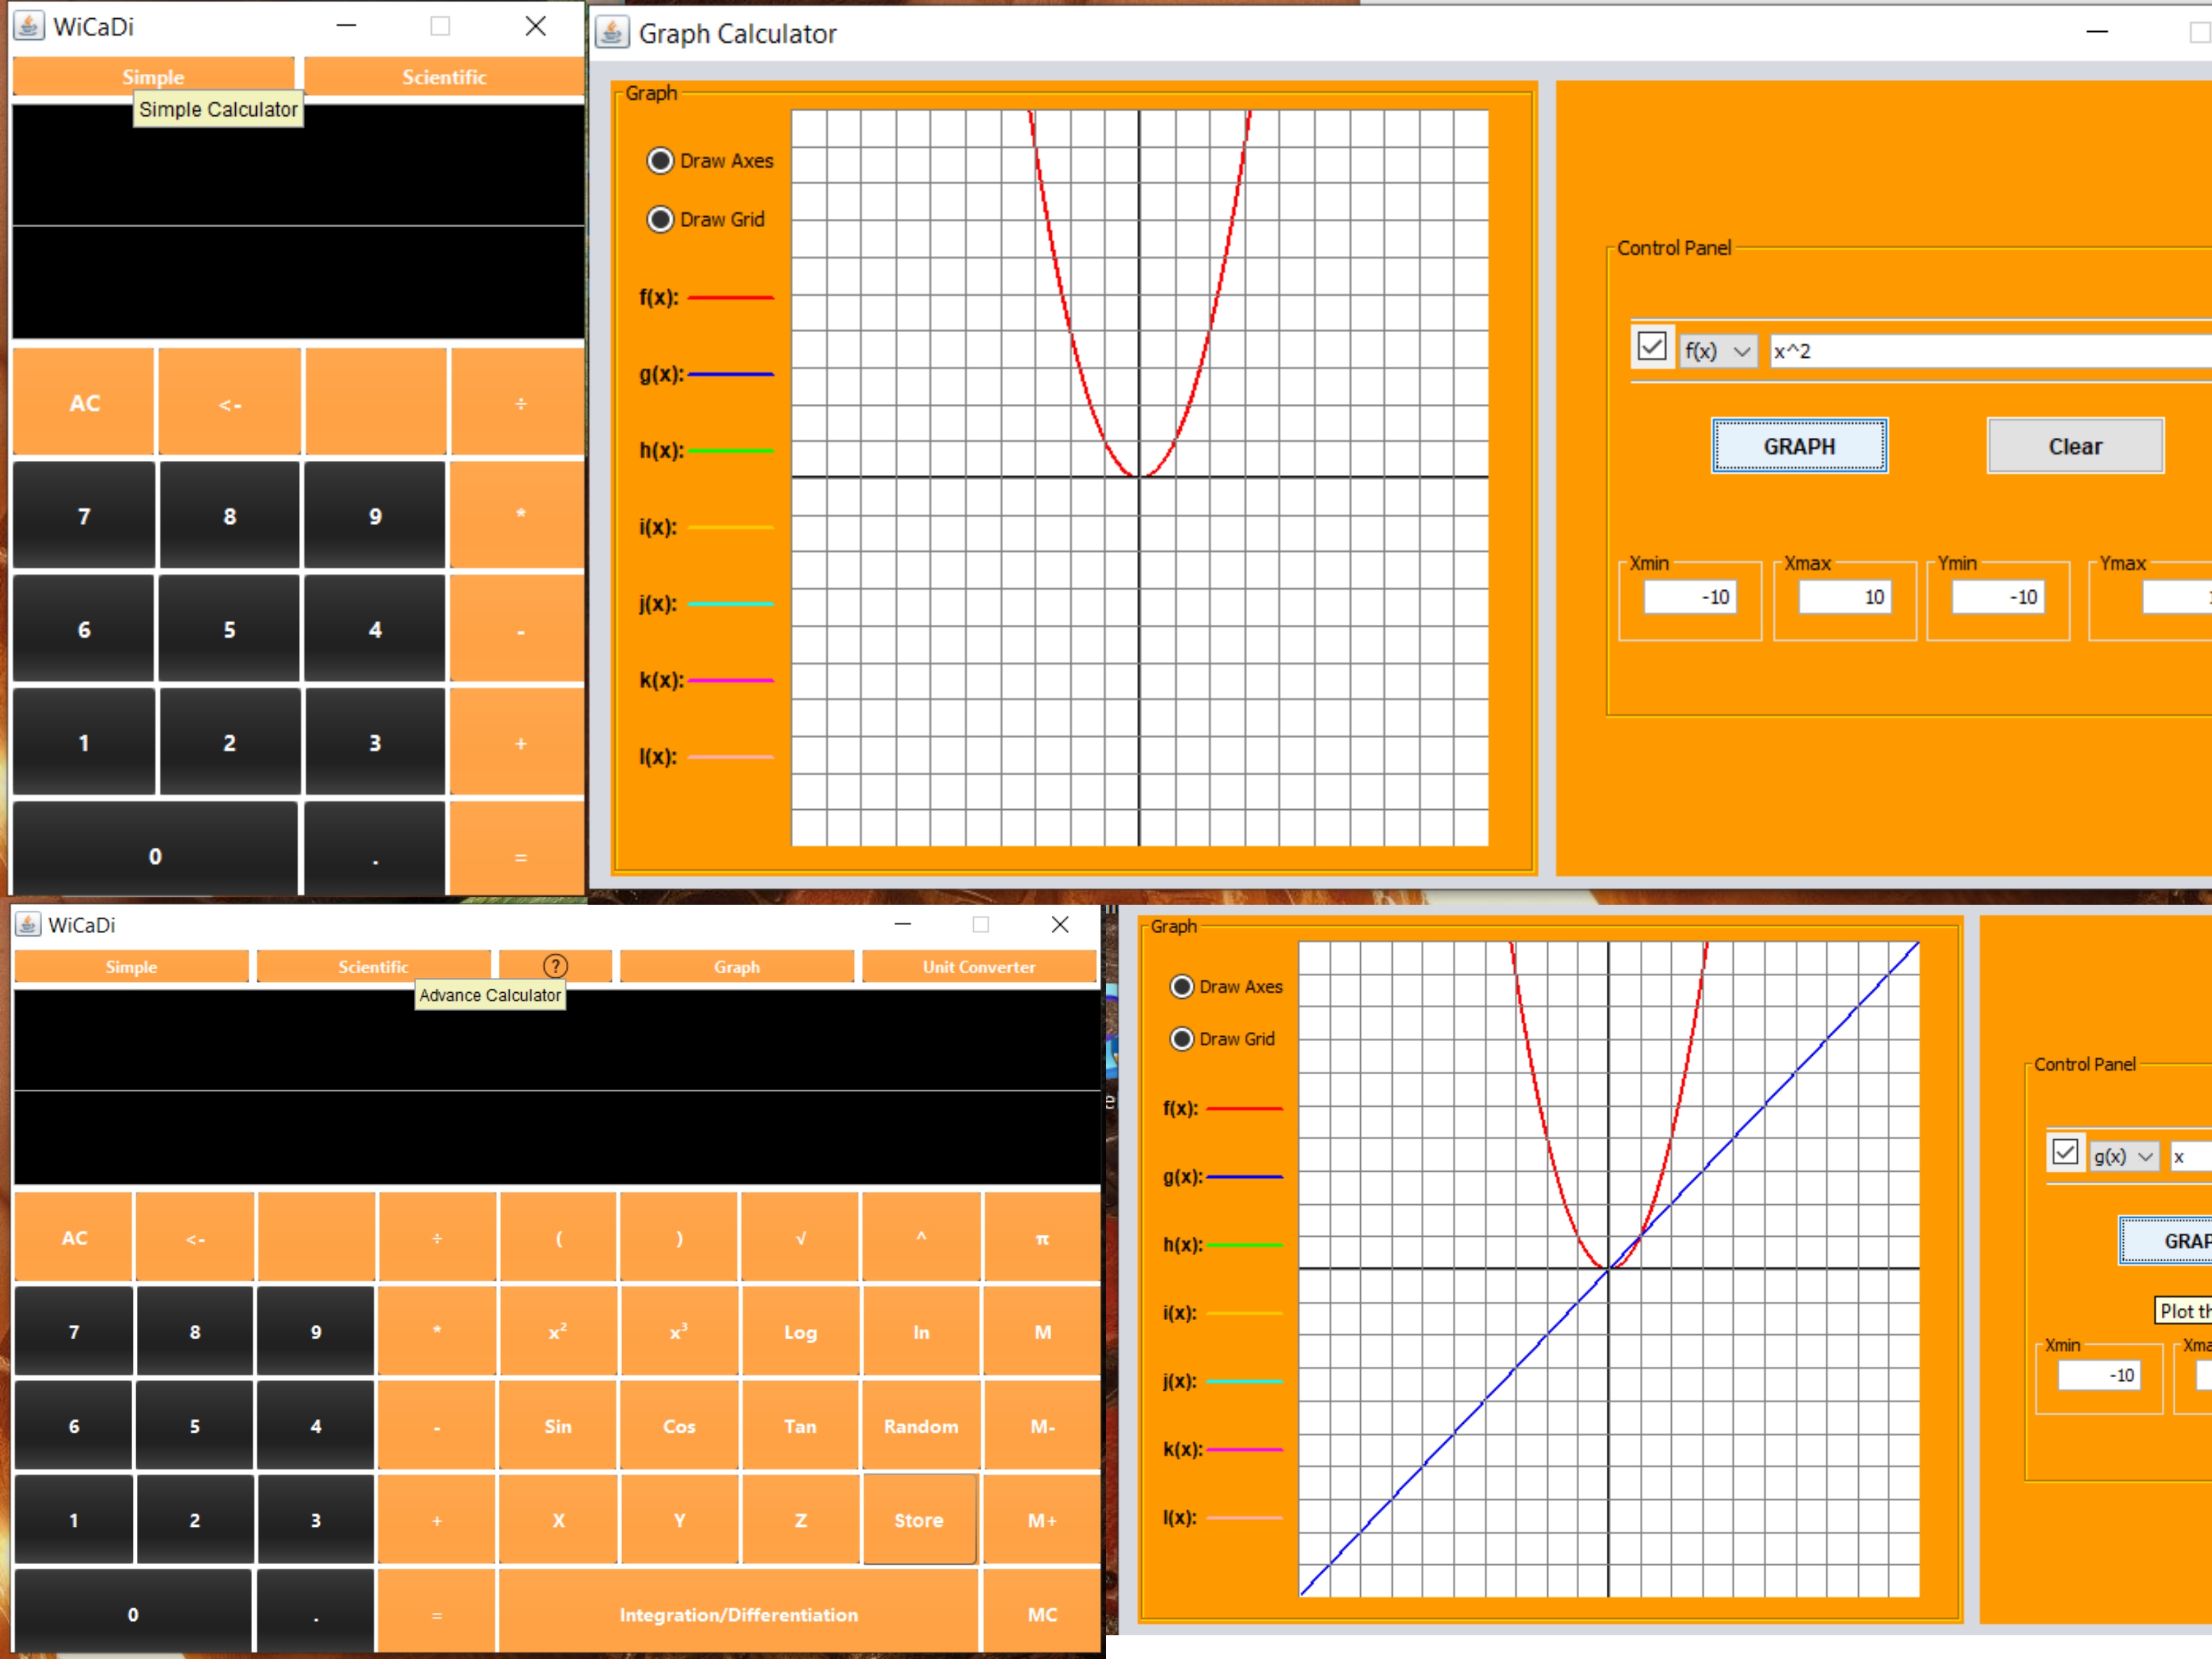 WiCaDi
Simple Scientific
Simple Calculator
AC <- ÷
7 8 9 *
6 5 4 -
1 2 3 +
0 . =
Graph Calculator
Graph
Draw Axes
Draw Grid
f(x):
g(x):
h(x):
i(x):
j(x):
k(x):
l(x):
Control Panel
f(x) x^2
GRAPH Clear
Xmin Xmax Ymin Ymax
-10 10 -10
WiCaDi
Simple Scientific ? Graph Unit Converter
Advance Calculator
AC <- ÷ ( ) √ ^ π
7 8 9 * x² x³ Log In M
6 5 4 - Sin Cos Tan Random M-
1 2 3 + X Y Z Store M+
0 . = Integration/Differentiation MC
Graph
Draw Axes
Draw Grid
f(x):
g(x):
h(x):
i(x):
j(x):
k(x):
l(x):
Control Panel
g(x) x
GRAP
Plot th
Xmin Xma
-10